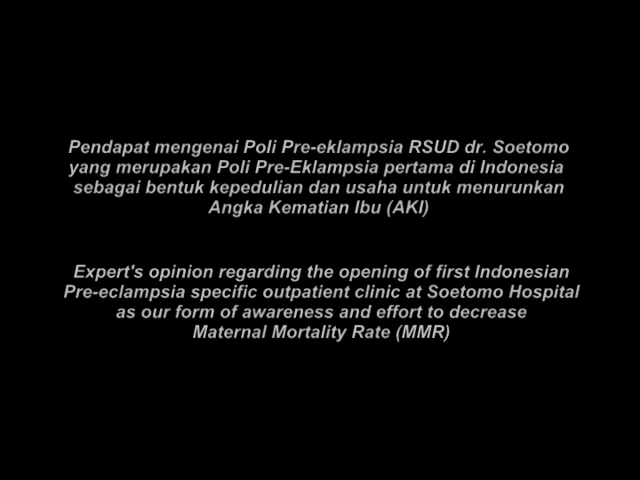 Pendapat mengenai Poli Pre-eklampsia RSUD dr. Soetomo
yang merupakan Poli Pre-Eklampsia pertama di Indonesia
sebagai bentuk kepedulian dan usaha untuk menurunkan
Angka Kematian Ibu (AKI)
Expert's opinion regarding the opening of first Indonesian
Pre-eclampsia specific outpatient clinic at Soetomo Hospital
as our form of awareness and effort to decrease
Maternal Mortality Rate (MMR)